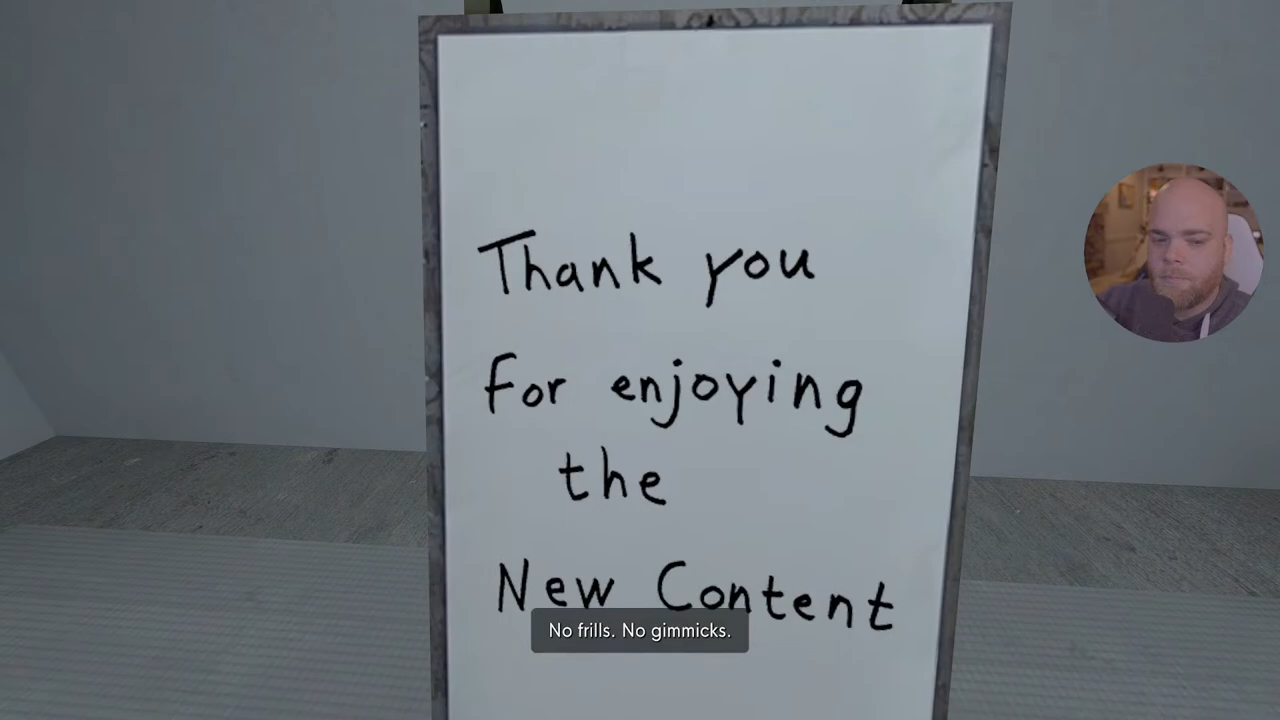 Thank you
for enjoying
the
New Content
No frills. No gimmicks.